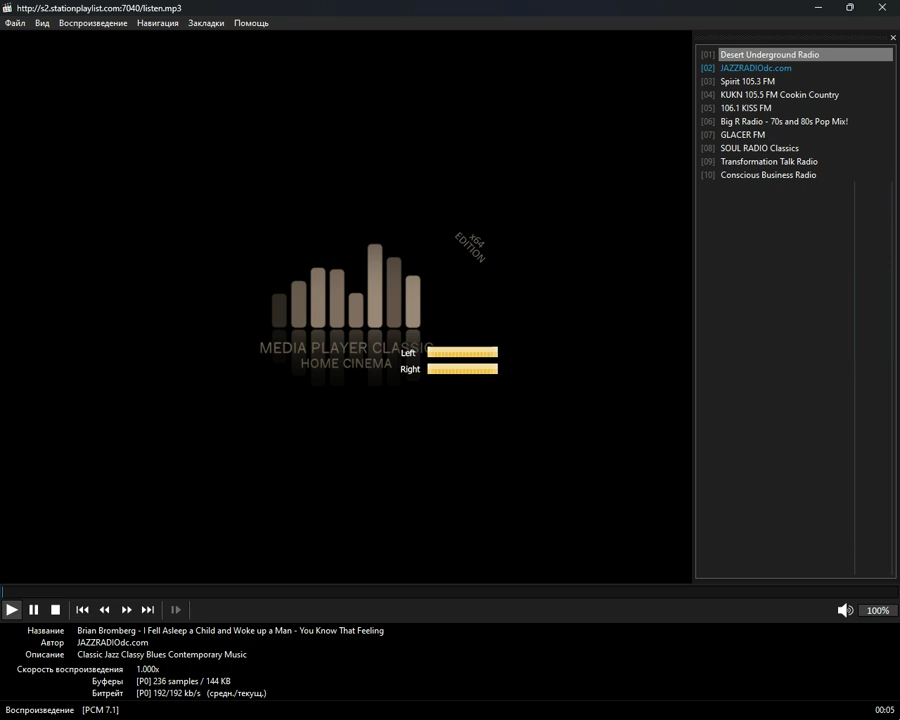 http://s2.stationplaylist.com:7040/listen.mp3
Файл Вид Воспроизведение Навигация Закладки Помощь
[01] Desert Underground Radio
[02] JAZZRADIOdc.com
[03] Spirit 105.3 FM
[04] KUKN 105.5 FM Cookin Country
[05] 106.1 KISS FM
[06] Big R Radio - 70s and 80s Pop Mix!
[07] GLACER FM
[08] SOUL RADIO Classics
[09] Transformation Talk Radio
[10] Conscious Business Radio
x64
EDITION
MEDIA PLAYER CLASSIC
HOME CINEMA
Left
Right
100%
Название Brian Bromberg - I Fell Asleep a Child and Woke up a Man - You Know That Feeling
Автор JAZZRADIOdc.com
Описание Classic Jazz Classy Blues Contemporary Music
Скорость воспроизведения 1.000x
Буферы [P0] 236 samples / 144 KB
Битрейт [P0] 192/192 kb/s (средн./текущ.)
Воспроизведение [PCM 7.1] 00:05